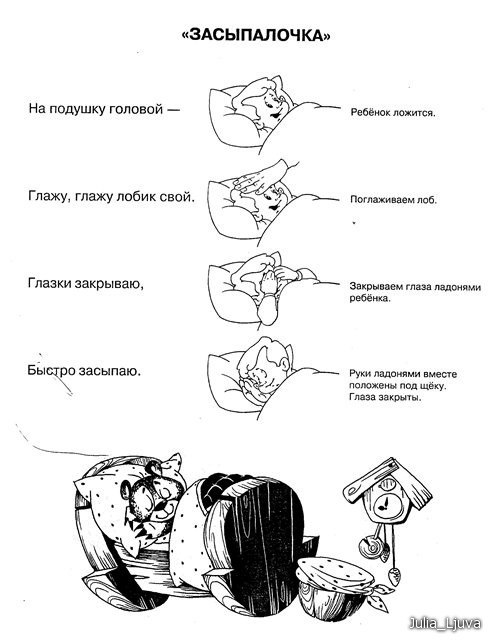 «ЗАСЫПАЛОЧКА»
На подушку головой —
Ребёнок ложится.
Глажу, глажу лобик свой.
Поглаживаем лоб.
Глазки закрываю,
Закрываем глаза ладонями
ребёнка.
Быстро засыпаю.
Руки ладонями вместе
положены под щёку.
Глаза закрыты.
Julia_Ljuva